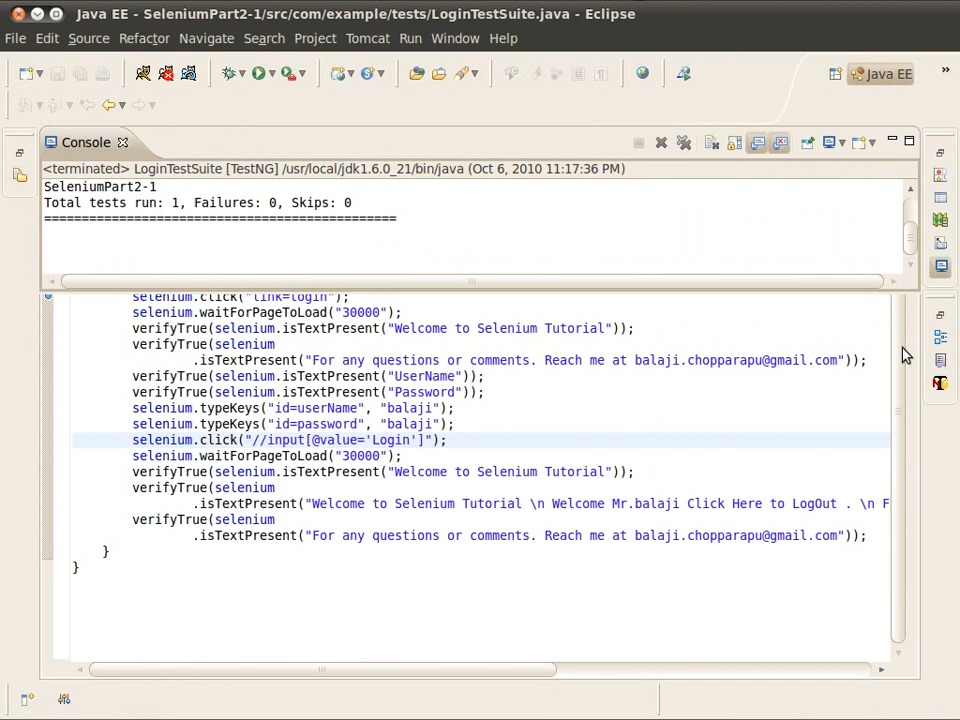 Java EE - SeleniumPart2-1/src/com/example/tests/LoginTestSuite.java - Eclipse
File Edit Source Refactor Navigate Search Project Tomcat Run Window Help
Java EE
»
Console
<terminated> LoginTestSuite [TestNG] /usr/local/jdk1.6.0_21/bin/java (Oct 6, 2010 11:17:36 PM)
SeleniumPart2-1
Total tests run: 1, Failures: 0, Skips: 0
===============================================
selenium.click("link=login");
selenium.waitForPageToLoad("30000");
verifyTrue(selenium.isTextPresent("Welcome to Selenium Tutorial"));
verifyTrue(selenium
.isTextPresent("For any questions or comments. Reach me at balaji.chopparapu@gmail.com"));
verifyTrue(selenium.isTextPresent("UserName"));
verifyTrue(selenium.isTextPresent("Password"));
selenium.typeKeys("id=userName", "balaji");
selenium.typeKeys("id=password", "balaji");
selenium.click("//input[@value='Login']");
selenium.waitForPageToLoad("30000");
verifyTrue(selenium.isTextPresent("Welcome to Selenium Tutorial"));
verifyTrue(selenium
.isTextPresent("Welcome to Selenium Tutorial \n Welcome Mr.balaji Click Here to LogOut . \n F
verifyTrue(selenium
.isTextPresent("For any questions or comments. Reach me at balaji.chopparapu@gmail.com"));
}
}